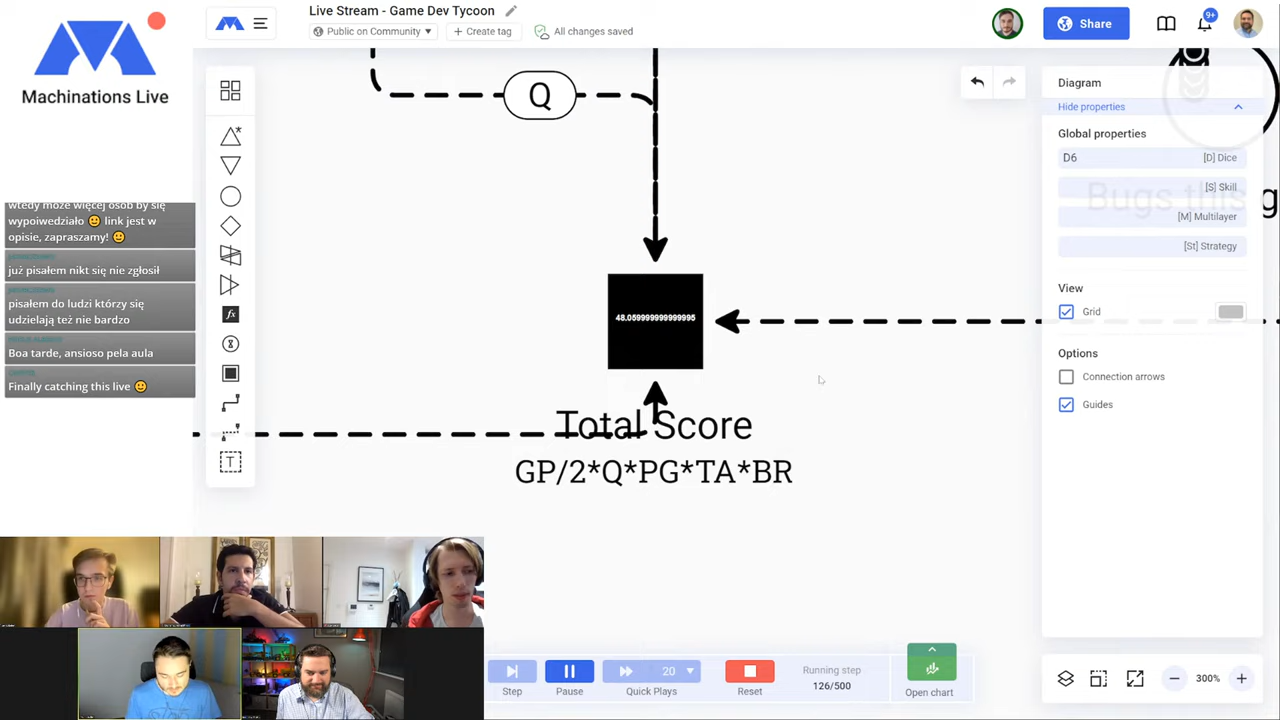 Machinations Live
wtedy może więcej osób by się
wypoiwedziało 🙂 link jest w
opisie, zapraszamy! 🙂
już pisałem nikt się nie zgłosił
pisałem do ludzi którzy się
udzielają też nie bardzo
Boa tarde, ansioso pela aula
Finally catching this live 🙂
Live Stream - Game Dev Tycoon
Public on Community
+ Create tag
All changes saved
Share
9+
Q
48.059999999999995
Total Score
GP/2*Q*PG*TA*BR
Diagram
Hide properties
Global properties
D6 [D] Dice
[S] Skill
Bugs this g
[M] Multilayer
[St] Strategy
View
Grid
Options
Connection arrows
Guides
fx
T
Step
Pause
20
Quick Plays
Reset
Running step
126/500
Open chart
300%